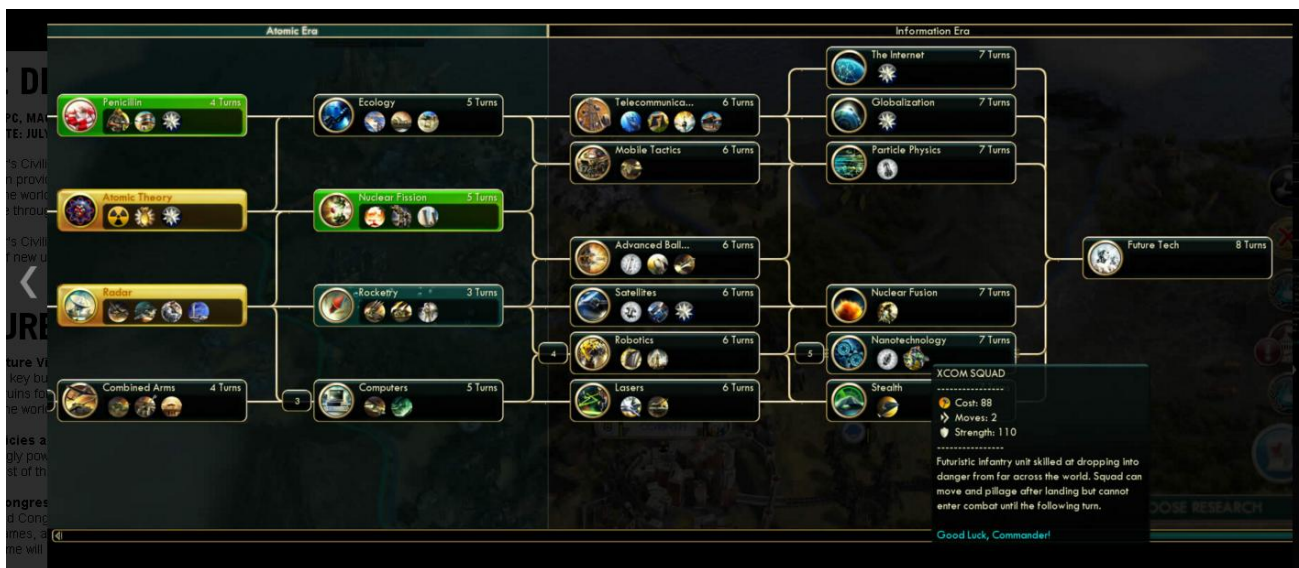 Atomic Era
Information Era
The Internet 7 Turns
Penicillin 4 Turns
Ecology 5 Turns
Telecommunica... 6 Turns
Globalization 7 Turns
Mobile Tactics 6 Turns
Particle Physics 7 Turns
Atomic Theory
Nuclear Fission 5 Turns
Advanced Ball... 6 Turns
Future Tech 8 Turns
Radar
Rocketry 3 Turns
Satellites 6 Turns
Nuclear Fusion 7 Turns
4
Robotics 6 Turns
5
Nanotechnology 7 Turns
Combined Arms 4 Turns
3
Computers 5 Turns
Lasers 6 Turns
Stealth
XCOM SQUAD
----------------
Cost: 88
Moves: 2
Strength: 110
----------------
Futuristic infantry unit skilled at dropping into
danger from far across the world. Squad can
move and pillage after landing but cannot
enter combat until the following turn.
Good Luck, Commander!
OOSE RESEARCH